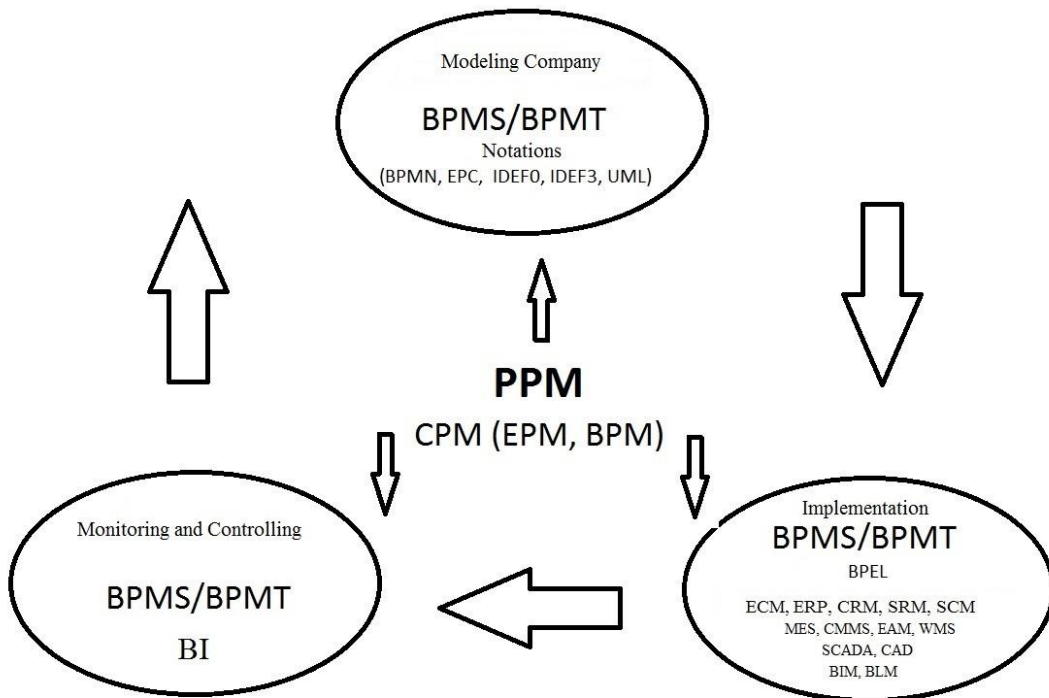 Modeling Company
BPMS/BPMT
Notations
(BPMN, EPC, IDEF0, IDEF3, UML)
PPM
CPM (EPM, BPM)
Monitoring and Controlling
BPMS/BPMT
BI
Implementation
BPMS/BPMT
BPEL
ECM, ERP, CRM, SRM, SCM
MES, CMMS, EAM, WMS
SCADA, CAD
BIM, BLM